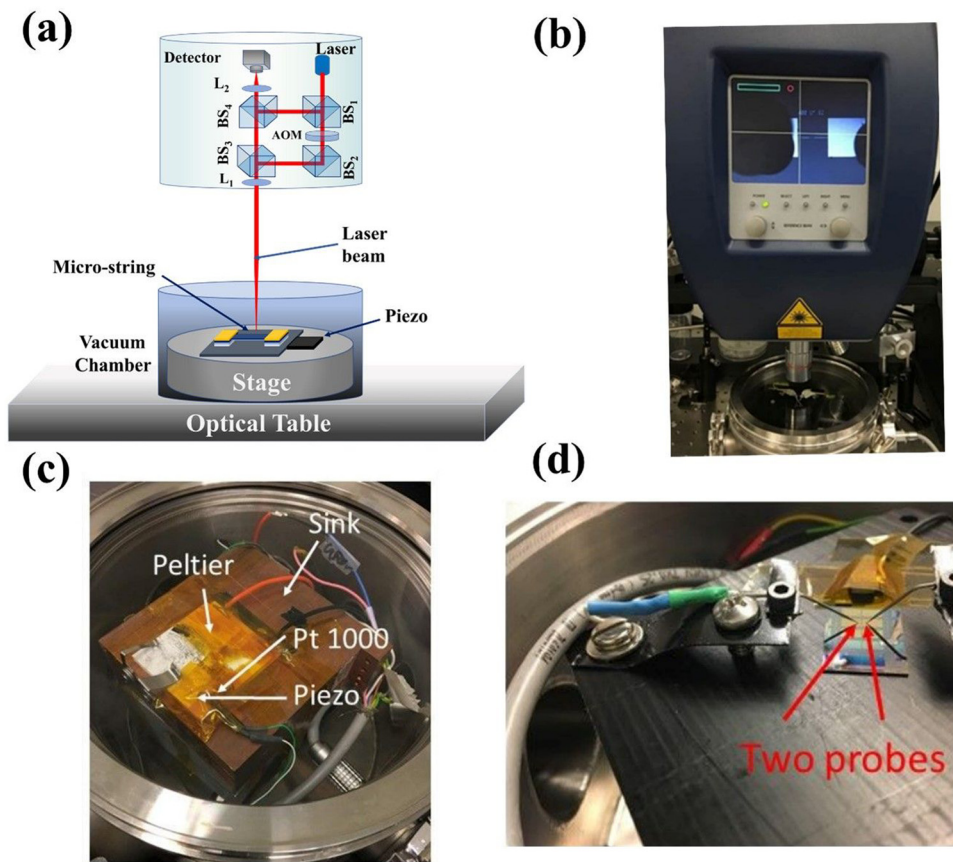 (a)
Laser
Detector
L2
BS4
BS1
AOM
BS3
BS2
L1
Laser
beam
Micro-string
Piezo
Vacuum
Chamber
Stage
Optical Table
(b)
(c)
Sink
Peltier
Pt 1000
Piezo
(d)
Two probes